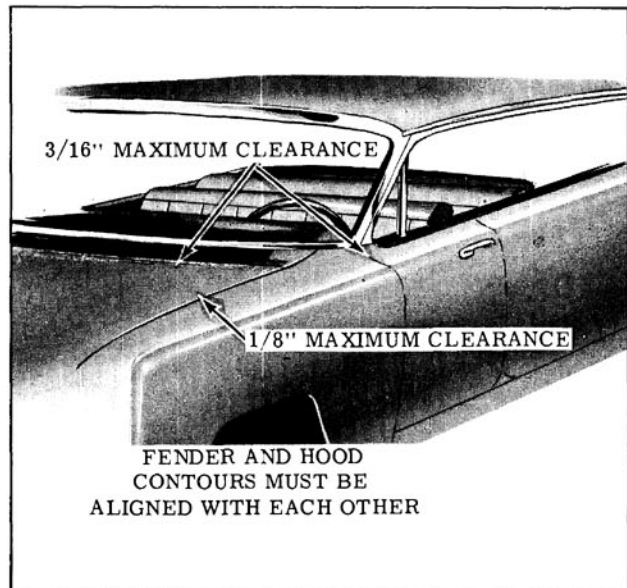 3/16" MAXIMUM CLEARANCE
1/8" MAXIMUM CLEARANCE
FENDER AND HOOD
CONTOURS MUST BE
ALIGNED WITH EACH OTHER